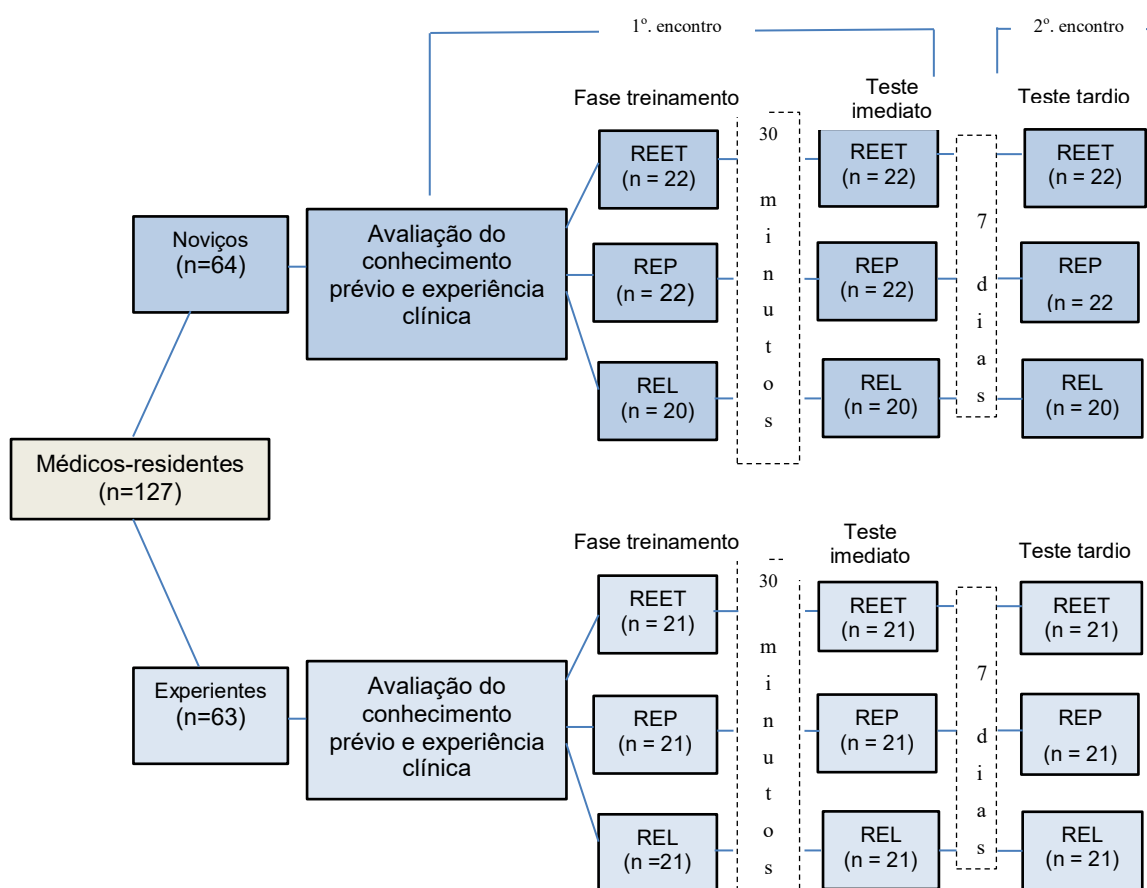 1º. encontro
2º. encontro
Fase treinamento
Teste
imediato
Teste tardio
REET
(n = 22)
30
minutos
REET
(n = 22)
REET
(n = 22)
Noviços
(n=64)
Avaliação do
conhecimento
prévio e experiência
clínica
REP
(n = 22)
REP
(n = 22)
7
dias
REP
(n = 22
REL
(n = 20)
REL
(n = 20)
REL
(n = 20)
Médicos-residentes
(n=127)
Fase treinamento
Teste
imediato
Teste tardio
REET
(n = 21)
30
minutos
REET
(n = 21)
REET
(n = 21)
Experientes
(n=63)
Avaliação do
conhecimento
prévio e experiência
clínica
REP
(n = 21)
REP
(n = 21)
7
dias
REP
(n = 21)
REL
(n =21)
REL
(n = 21)
REL
(n = 21)